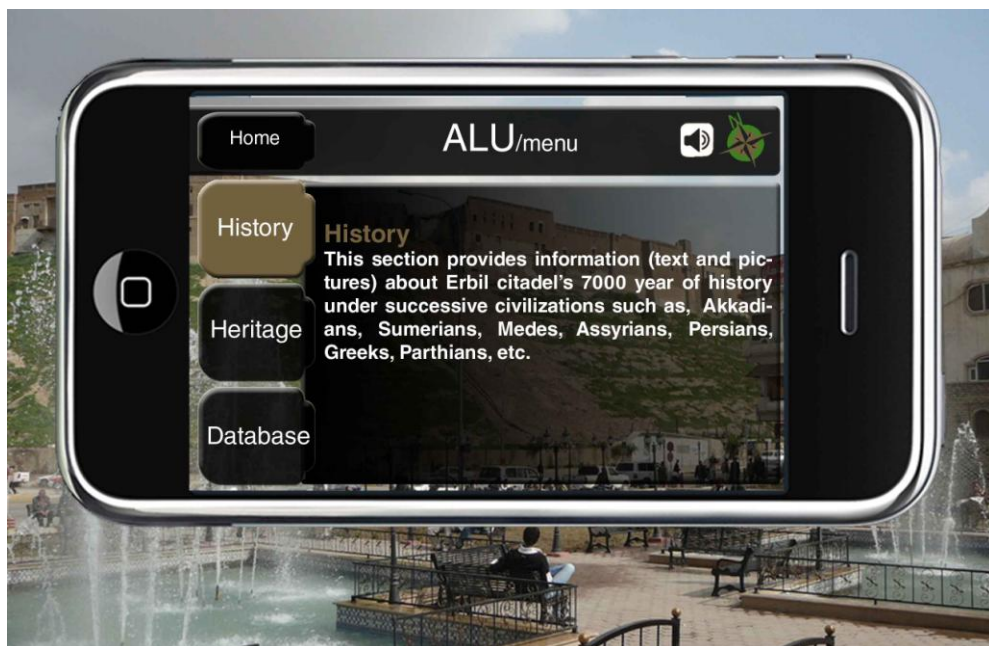 Home
ALU/menu
History
Heritage
Database
History
This section provides information (text and pic-
tures) about Erbil citadel's 7000 year of history
under successive civilizations such as, Akkadi-
ans, Sumerians, Medes, Assyrians, Persians,
Greeks, Parthians, etc.